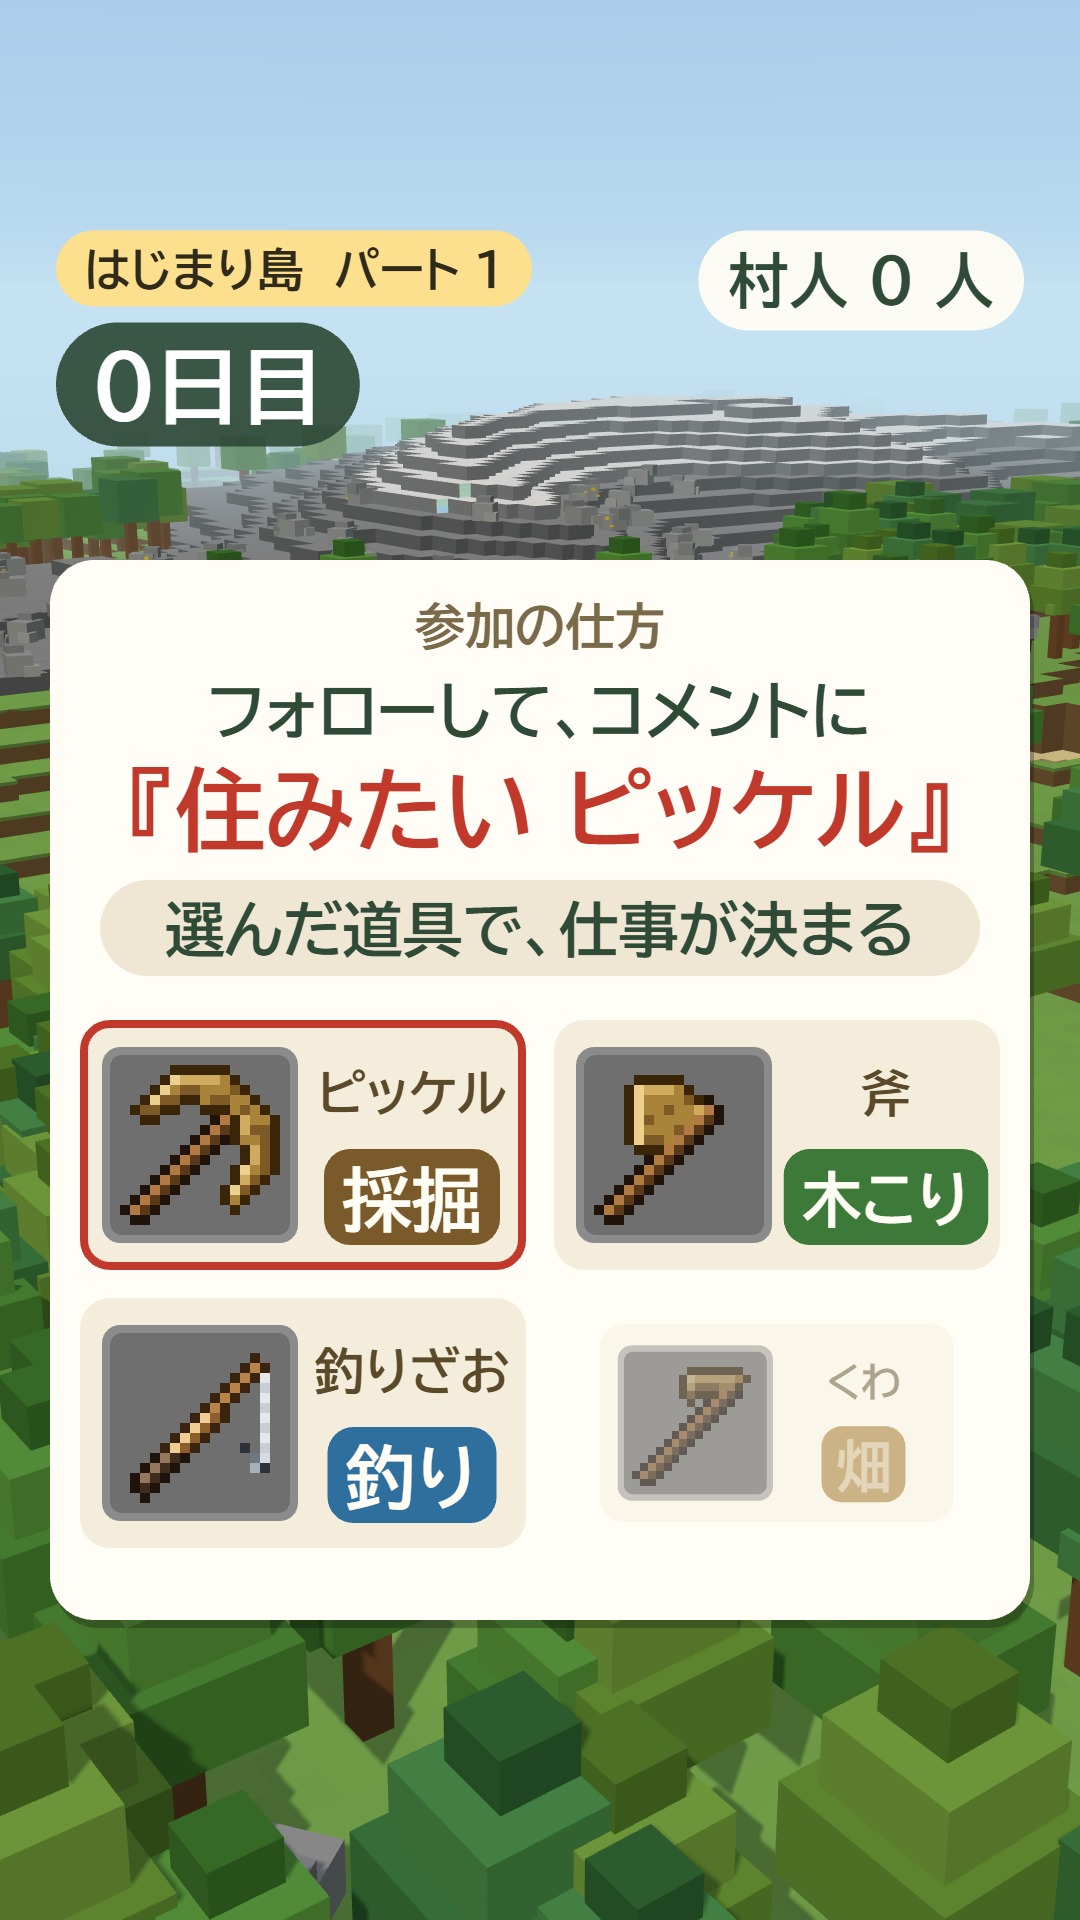 はじまり島 パート 1
村人 0 人
0日目
参加の仕方
フォローして、コメントに
『住みたい ピッケル』
選んだ道具で、仕事が決まる
ピッケル
採掘
斧
木こり
釣りざお
釣り
くわ
畑